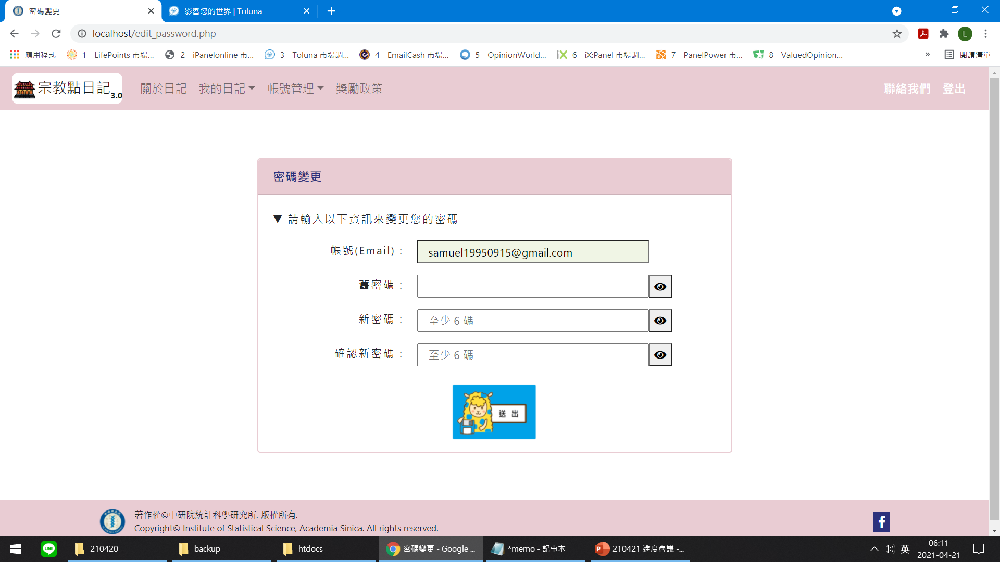 密碼變更
影響您的世界 | Toluna
localhost/edit_password.php
L
應用程式
1 LifePoints 市場...
2 iPanelonline 市...
3 Toluna 市場調...
4 EmailCash 市場...
5 OpinionWorld...
6 iX:Panel 市場調...
7 PanelPower 市...
8 ValuedOpinion...
»
閱讀清單
宗教點日記3.0
關於日記
我的日記
帳號管理
獎勵政策
聯絡我們
登出
密碼變更
▼ 請輸入以下資訊來變更您的密碼
帳號(Email) :
samuel19950915@gmail.com
舊密碼 :
新密碼 :
至少 6 碼
確認新密碼 :
至少 6 碼
送 出
著作權©中研院統計科學研究所. 版權所有.
Copyright© Institute of Statistical Science, Academia Sinica. All rights reserved.
LINE
210420
backup
htdocs
密碼變更 - Google ...
*memo - 記事本
210421 進度會議 -...
英
06:11
2021-04-21